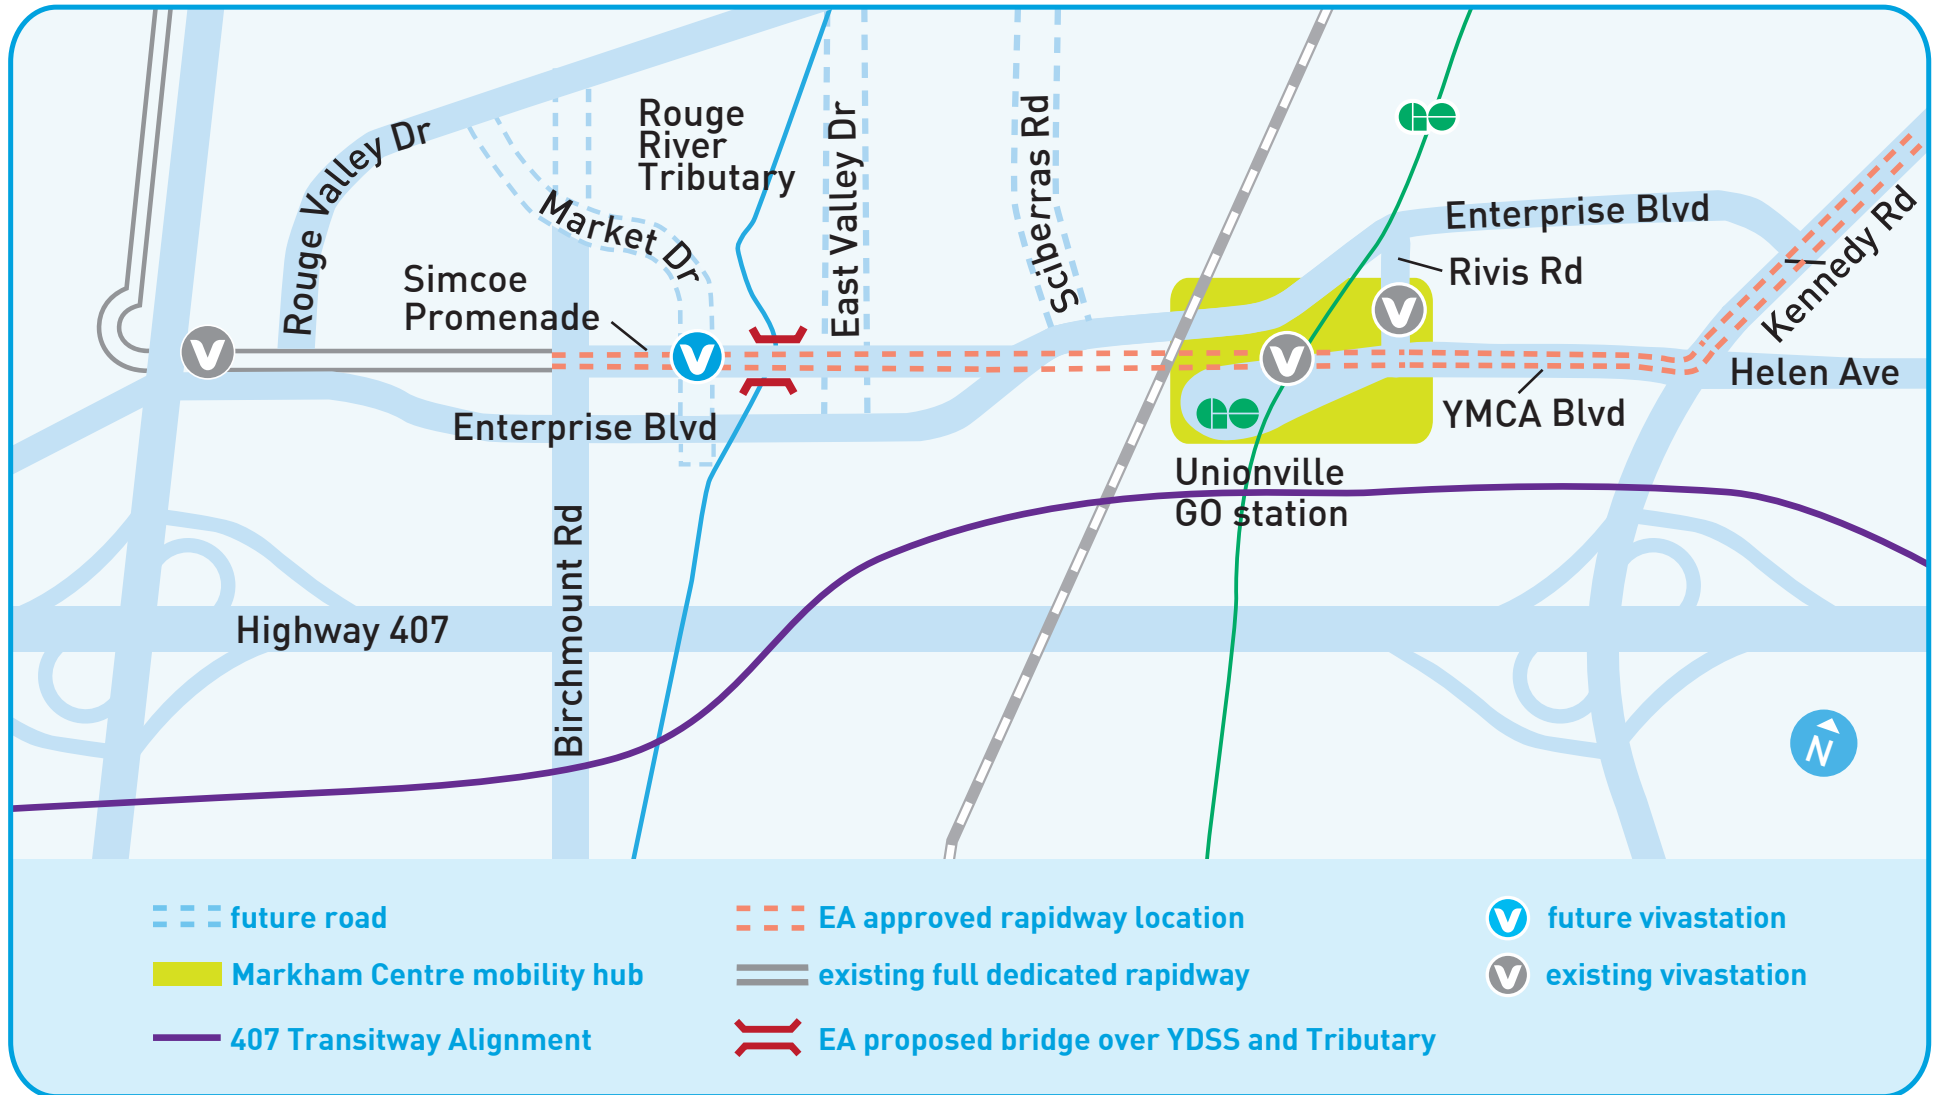 Rouge Valley Dr
Rouge
River
Tributary
East Valley Dr
Sciberras Rd
GO
Market Dr
Enterprise Blvd
Kennedy Rd
Simcoe
Promenade
Rivis Rd
V
V
V
V
Helen Ave
Enterprise Blvd
GO
YMCA Blvd
Unionville
GO station
Birchmount Rd
Highway 407
N
future road
EA approved rapidway location
V future vivastation
Markham Centre mobility hub
existing full dedicated rapidway
V existing vivastation
407 Transitway Alignment
EA proposed bridge over YDSS and Tributary